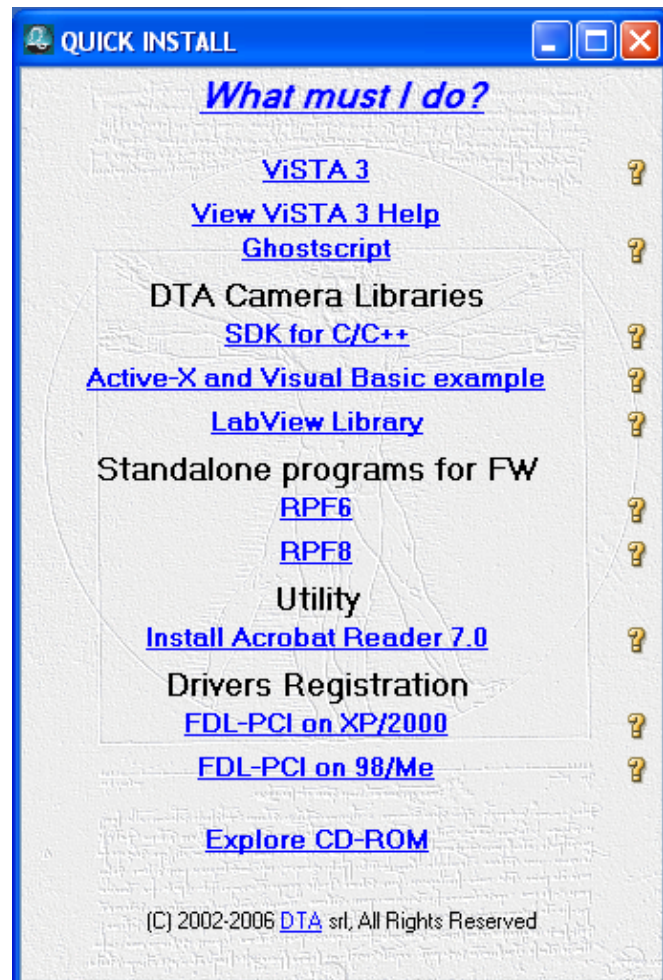 QUICK INSTALL
What must I do?
ViSTA 3
View ViSTA 3 Help
Ghostscript
DTA Camera Libraries
SDK for C/C++
Active-X and Visual Basic example
LabView Library
Standalone programs for FW
RPF6
RPF8
Utility
Install Acrobat Reader 7.0
Drivers Registration
FDL-PCI on XP/2000
FDL-PCI on 98/Me
Explore CD-ROM
(C) 2002-2006 DTA srl, All Rights Reserved